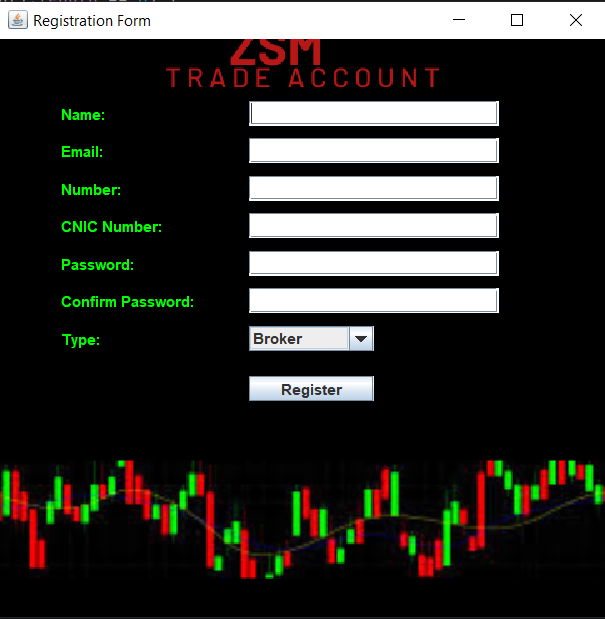 Registration Form
ZSM
TRADE ACCOUNT
Name:
Email:
Number:
CNIC Number:
Password:
Confirm Password:
Type:
Broker
Register